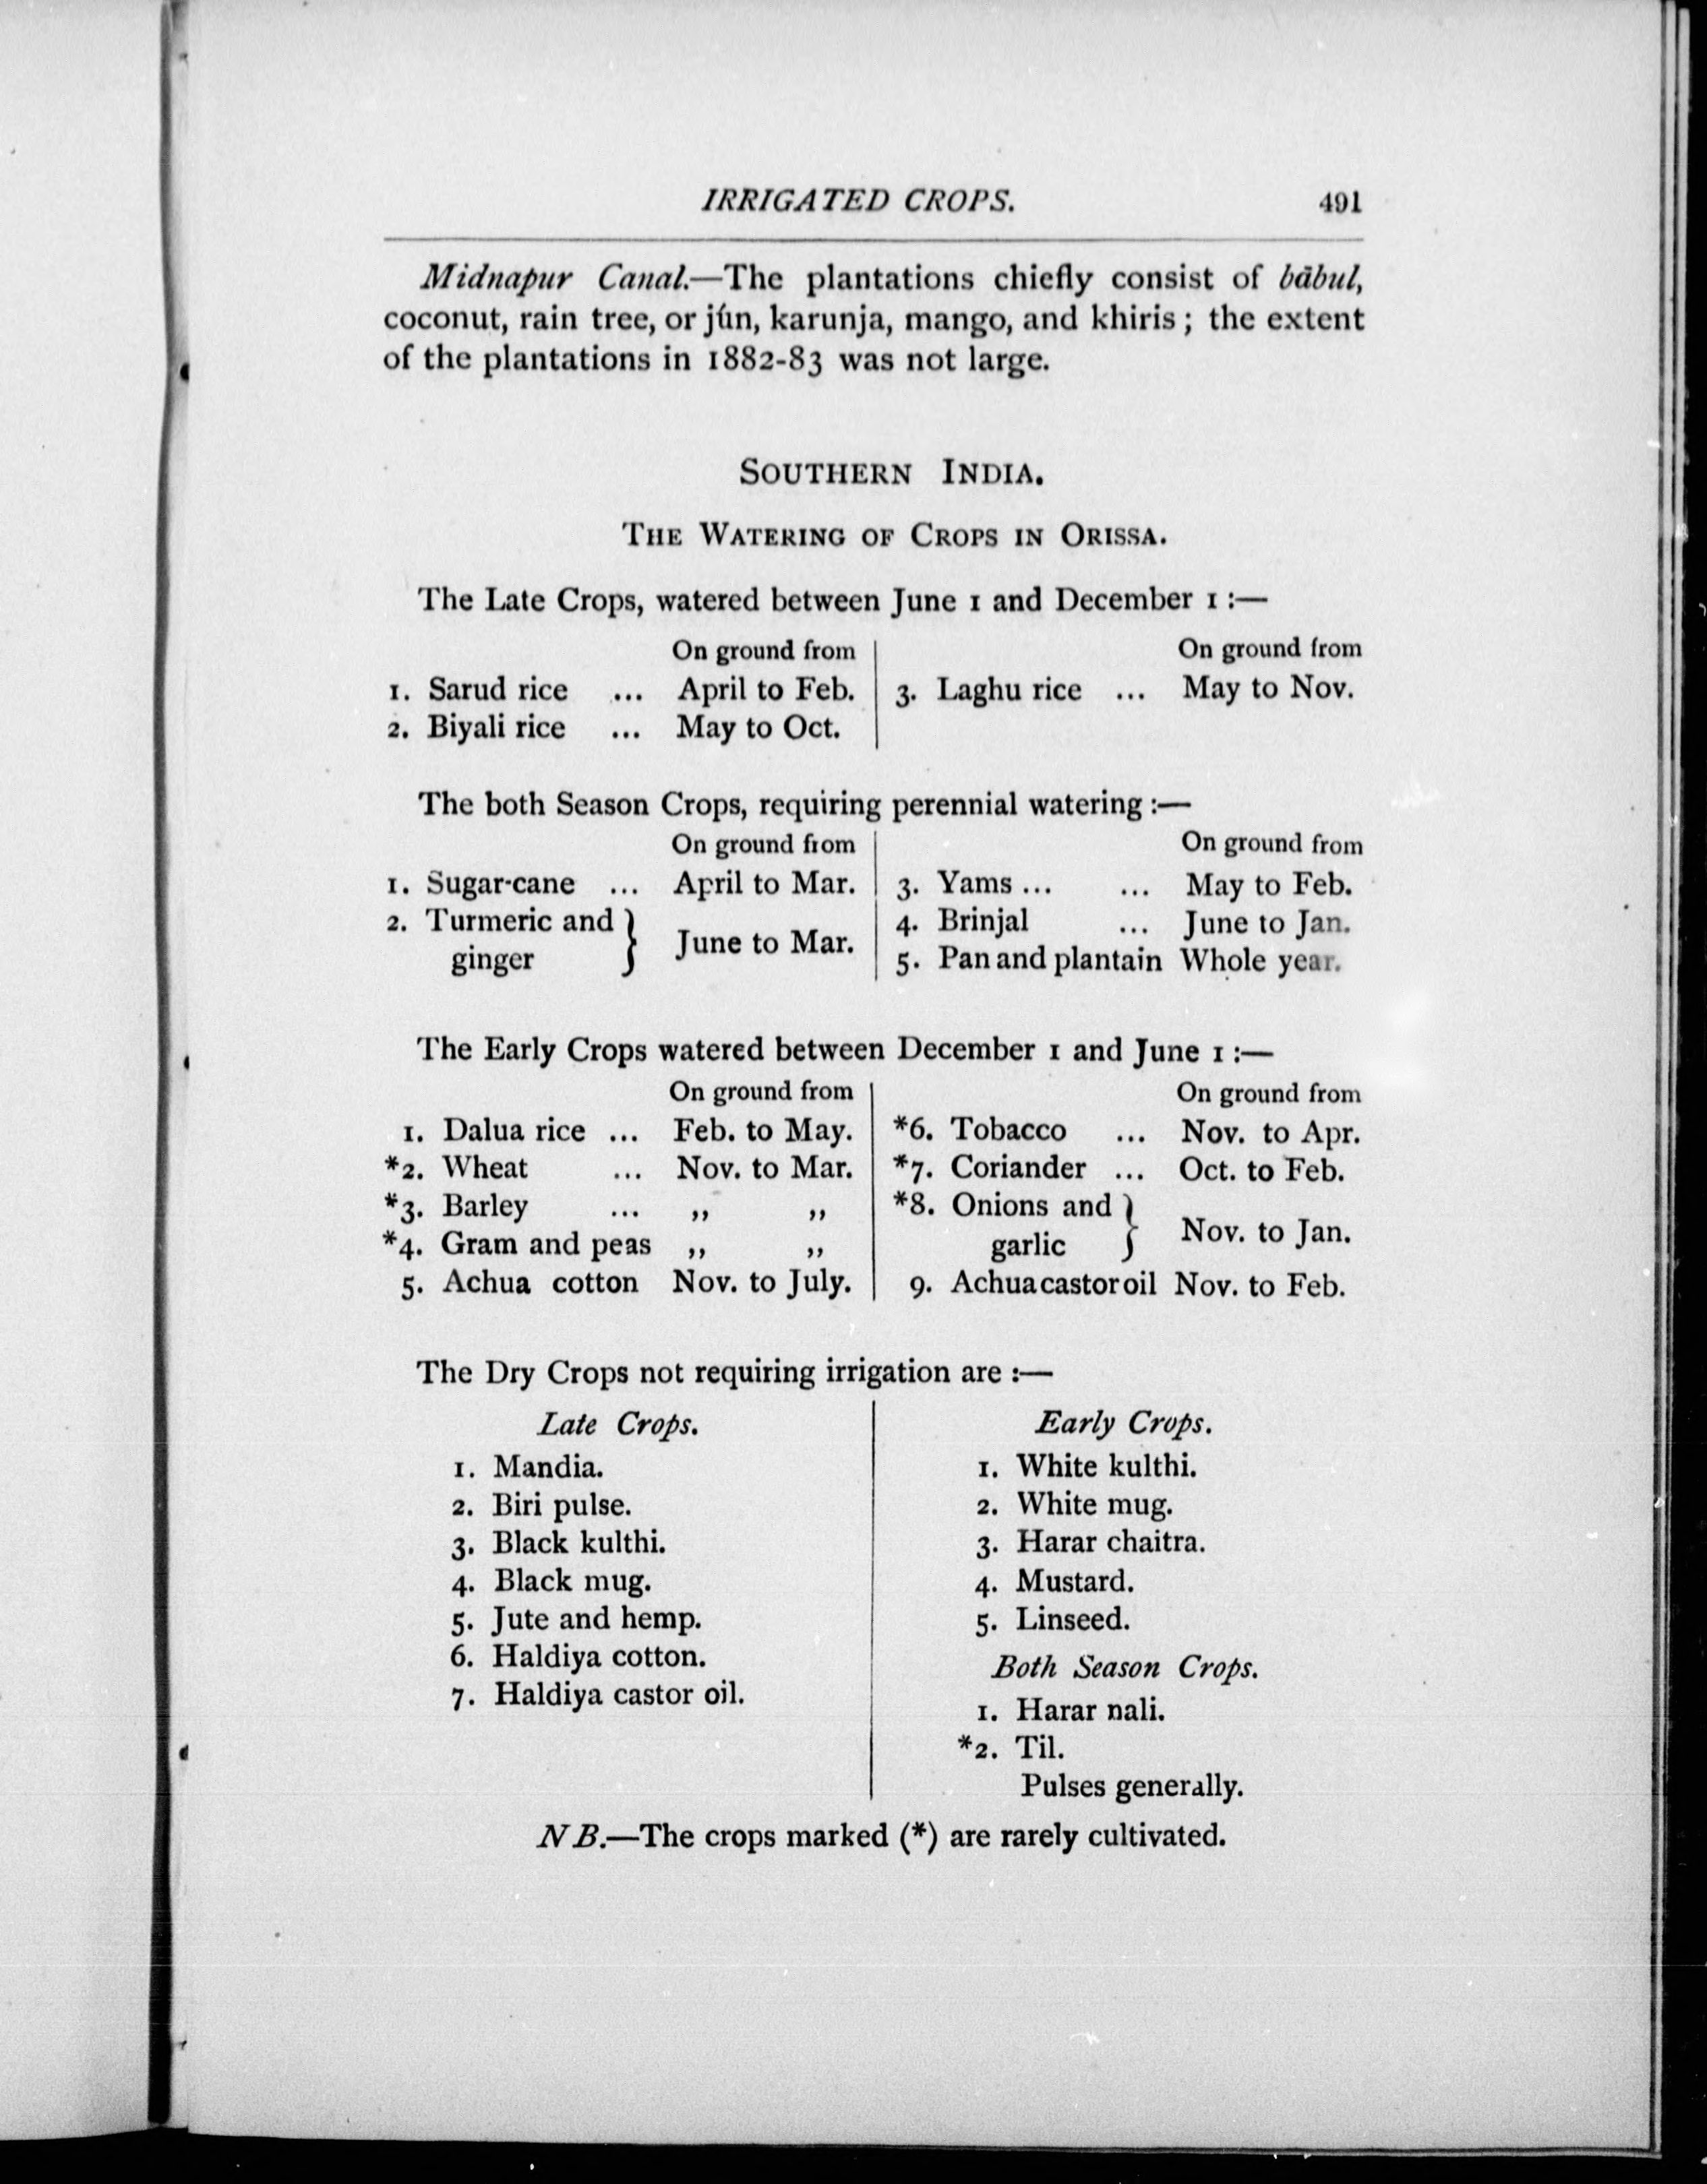 IRRIGATED CROPS. 491
Midnapur Canal.—The plantations chiefly consist of bābul,
coconut, rain tree, or jún, karunja, mango, and khiris; the extent
of the plantations in 1882-83 was not large.
SOUTHERN INDIA.
THE WATERING OF CROPS IN ORISSA.
The Late Crops, watered between June 1 and December 1:—
On ground from
1. Sarud rice ... April to Feb.
2. Biyali rice ... May to Oct.
On ground from
3. Laghu rice ... May to Nov.
The both Season Crops, requiring perennial watering:—
On ground from
1. Sugar-cane ... April to Mar.
2. Turmeric and
ginger } June to Mar.
On ground from
3. Yams ... ... May to Feb.
4. Brinjal ... June to Jan.
5. Pan and plantain Whole year.
The Early Crops watered between December 1 and June 1:—
On ground from
1. Dalua rice ... Feb. to May.
*2. Wheat ... Nov. to Mar.
*3. Barley ... ,, ,,
*4. Gram and peas ,, ,,
5. Achua cotton Nov. to July.
On ground from
*6. Tobacco ... Nov. to Apr.
*7. Coriander ... Oct. to Feb.
*8. Onions and
garlic } Nov. to Jan.
9. Achua castor oil Nov. to Feb.
The Dry Crops not requiring irrigation are:—
Late Crops.
1. Mandia.
2. Biri pulse.
3. Black kulthi.
4. Black mug.
5. Jute and hemp.
6. Haldiya cotton.
7. Haldiya castor oil.
Early Crops.
1. White kulthi.
2. White mug.
3. Harar chaitra.
4. Mustard.
5. Linseed.
Both Season Crops.
1. Harar nali.
*2. Til.
Pulses generally.
N B.—The crops marked (*) are rarely cultivated.